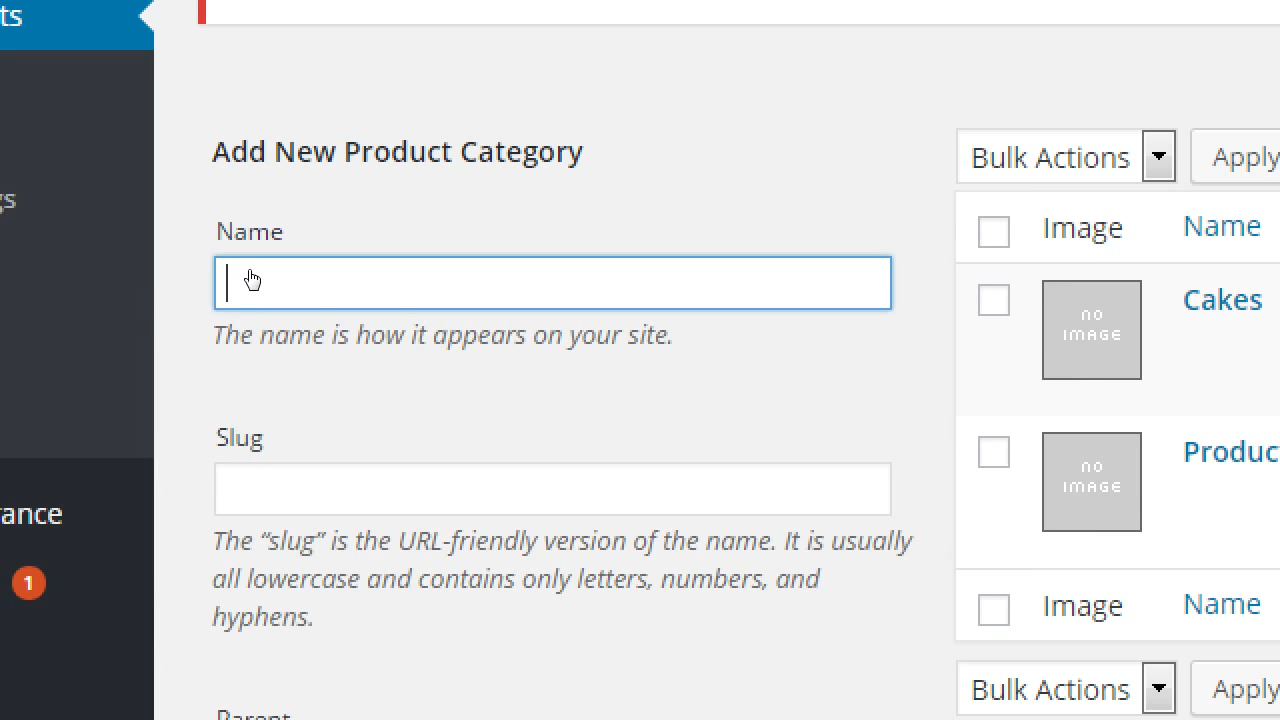 ts
gs
ance
1
Add New Product Category
Name
The name is how it appears on your site.
Slug
The “slug” is the URL-friendly version of the name. It is usually
all lowercase and contains only letters, numbers, and
hyphens.
Parent
Bulk Actions Apply
Image Name
NO IMAGE Cakes
NO IMAGE Produc
Image Name
Bulk Actions Apply